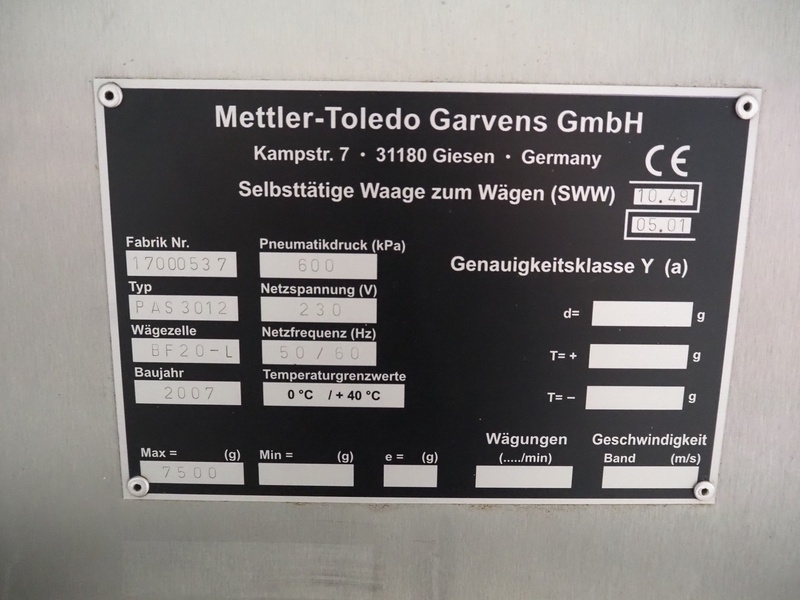 Mettler-Toledo Garvens GmbH
Kampstr. 7 · 31180 Giesen · Germany
CE
Selbsttätige Waage zum Wägen (SWW)
10.49
05.01
Fabrik Nr.
17000537
Pneumatikdruck (kPa)
600
Genauigkeitsklasse Y (a)
Typ
PAS3012
Netzspannung (V)
230
d= g
Wägezelle
BF20-L
Netzfrequenz (Hz)
50/60
T= + g
Baujahr
2007
Temperaturgrenzwerte
0 °C / + 40 °C
T= – g
Max = (g)
7500
Min = (g)
e = (g)
Wägungen
(...../min)
Geschwindigkeit
Band (m/s)